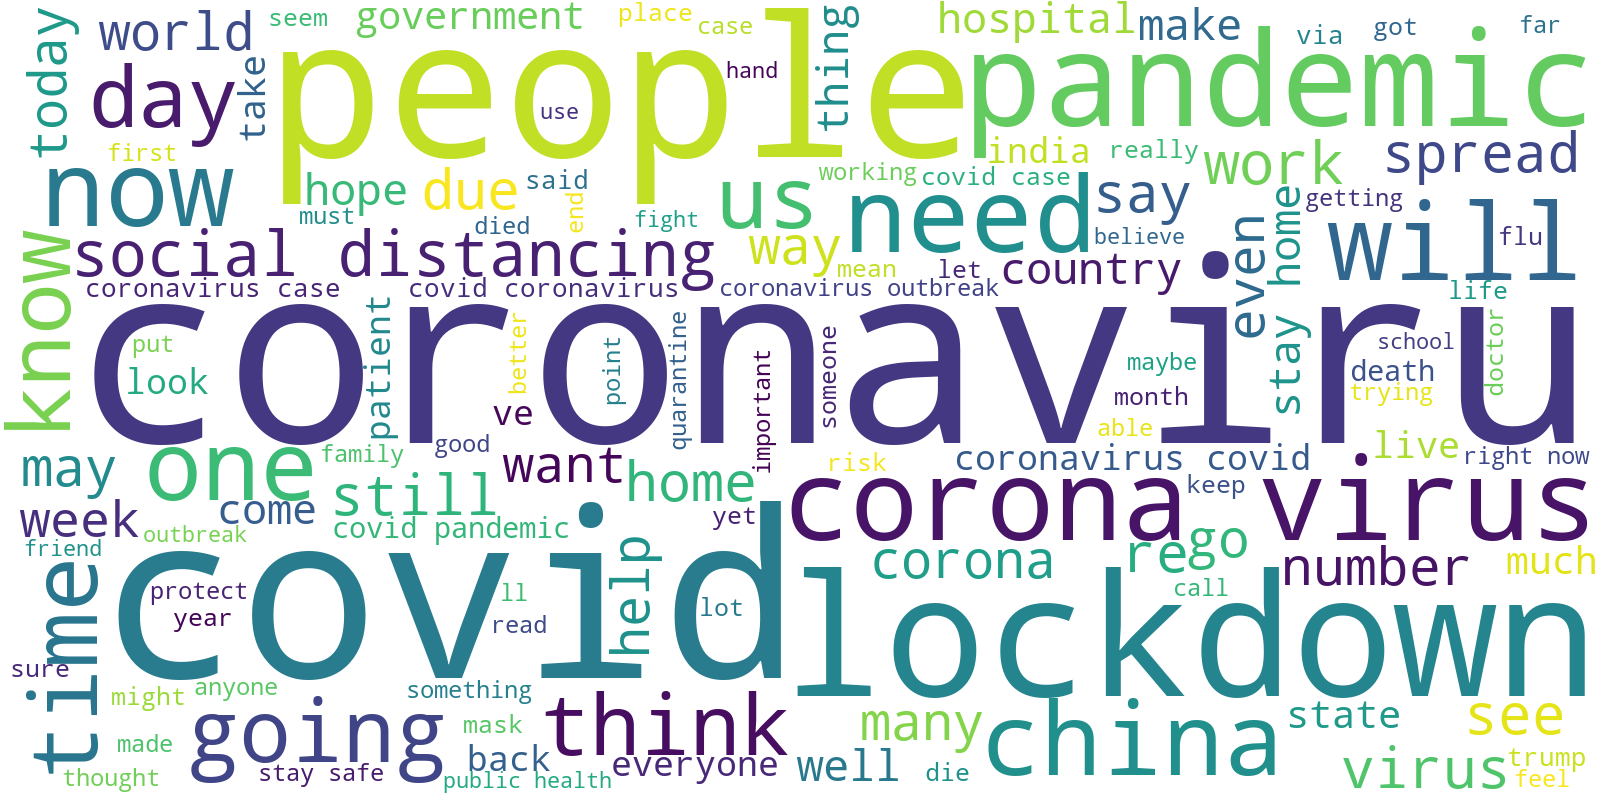 today
world
seem
government
place
case
thing
hospital
make
via
got
far
day
take
people
hand
use
pandemic
first
now
hope
due
said
end
must
died
fight
us
working
covid case
india
really
work
spread
need
say
getting
know
social distancing
way
mean
believe
let
country
even
stay home
will
flu
life
coronavirus case
covid coronavirus
coronavirus outbreak
coronaviru
put
look
patient
better
point
quarantine
important
someone
maybe
month
able
school
death
trying
doctor
ve
good
family
may
one
want
home
risk
coronavirus covid
live
right now
keep
week
come
still
covid pandemic
yet
corona virus
outbreak
friend
time
covid
help
corona
re
go
number
much
call
protect
year
ll
read
lot
lockdown
sure
might
anyone
something
going
mask
think
many
china
state
see
made
thought
stay safe
back
public health
everyone
well
die
virus
trump
feel